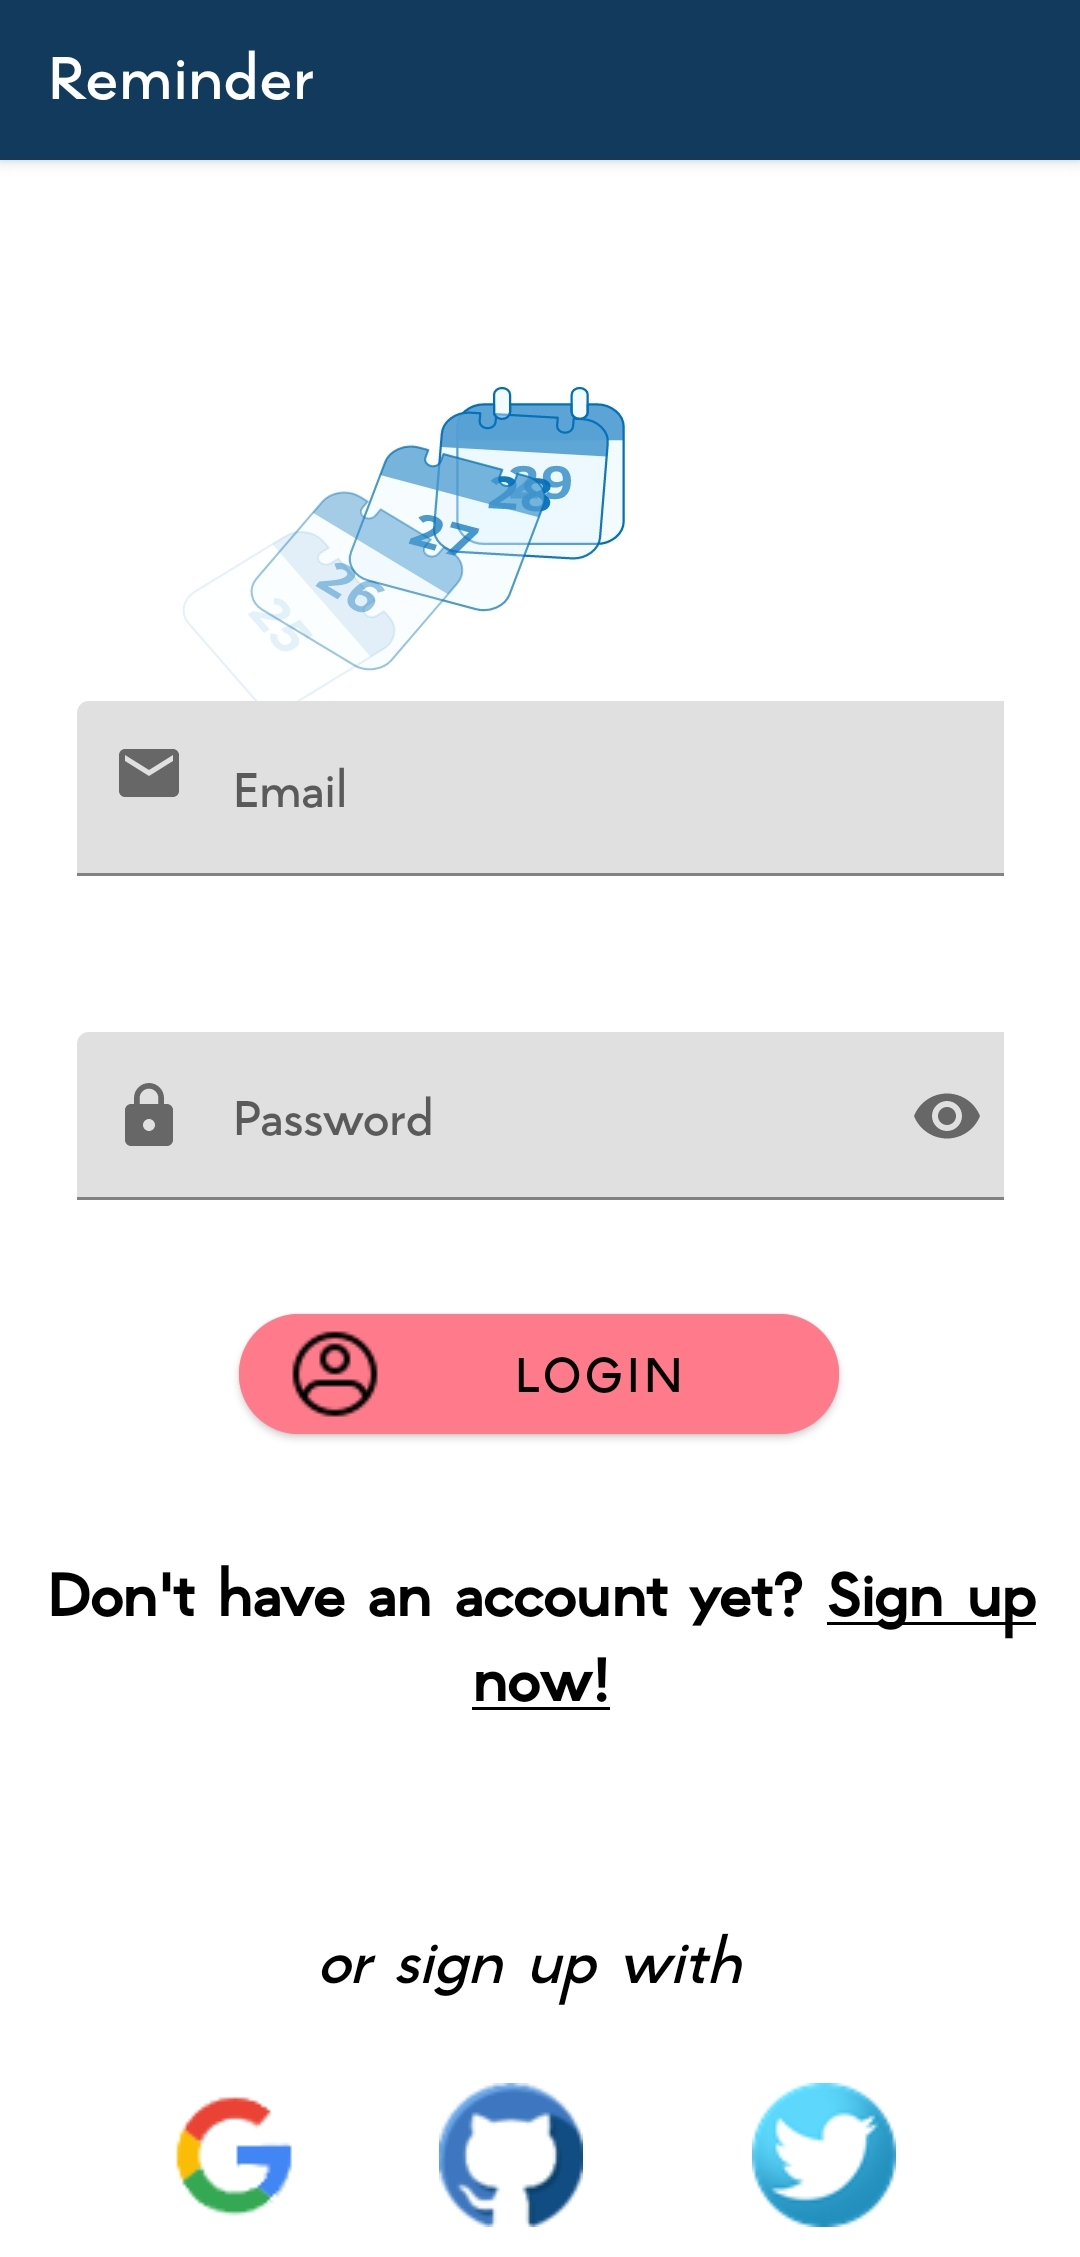 Reminder
29
28
27
26
25
Email
Password
LOGIN
Don't have an account yet? Sign up
now!
or sign up with